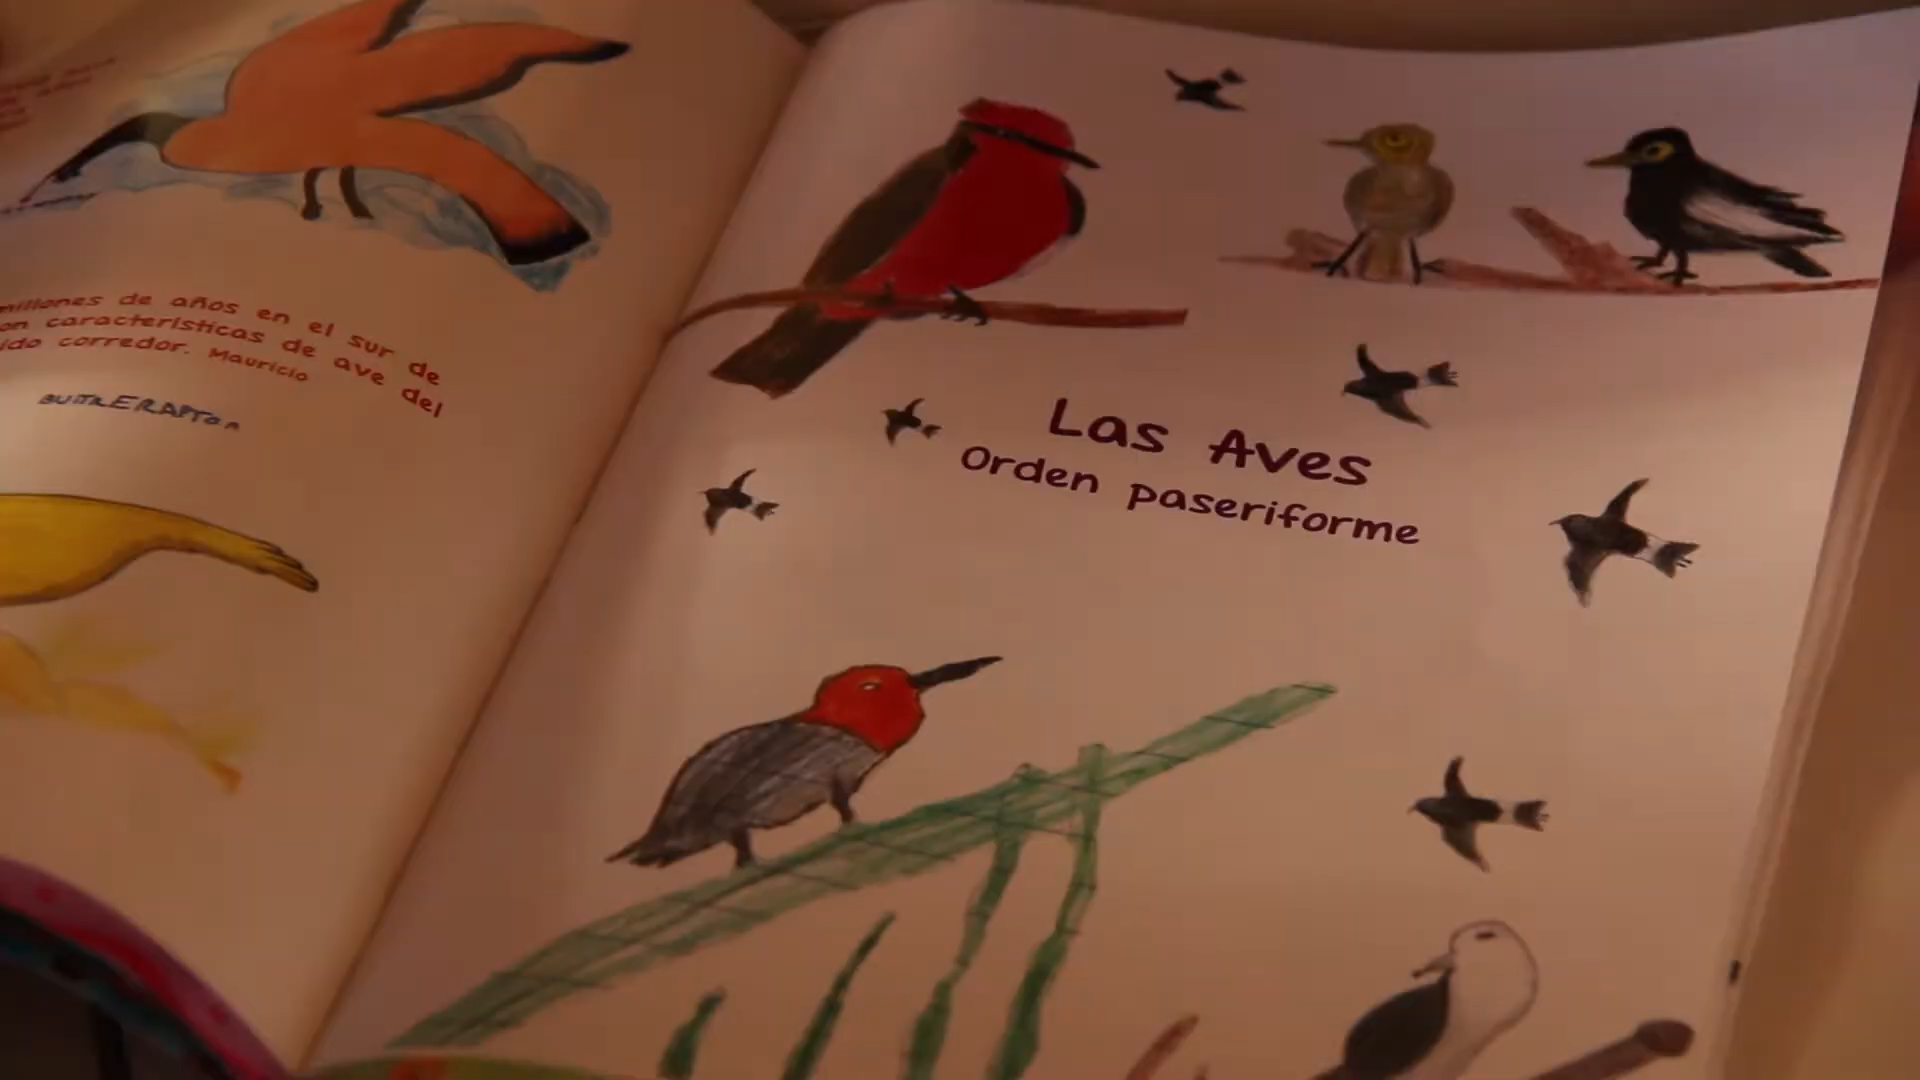 millones de años en el sur de
on características de ave del
ido corredor. Mauricio
BUITRERAPTOR
Las Aves
Orden paseriforme